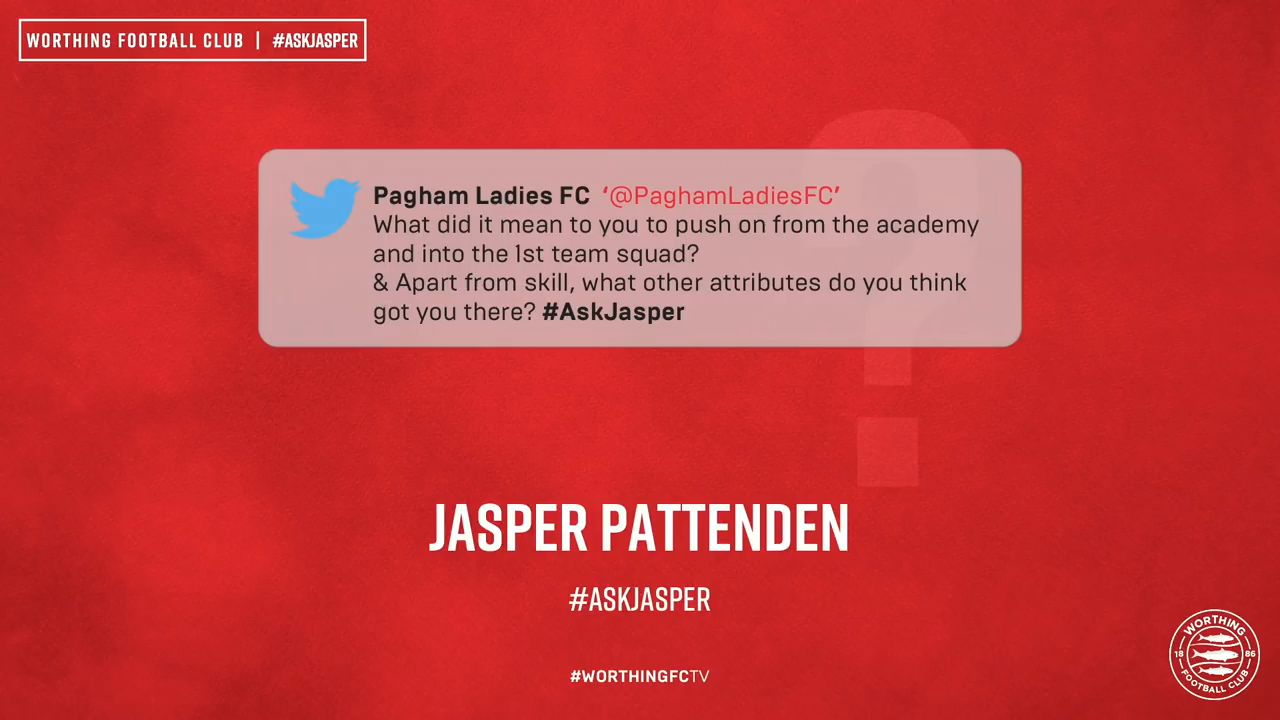 WORTHING FOOTBALL CLUB | #ASKJASPER
Pagham Ladies FC ‘@PaghamLadiesFC’
What did it mean to you to push on from the academy
and into the 1st team squad?
& Apart from skill, what other attributes do you think
got you there? #AskJasper
JASPER PATTENDEN
#ASKJASPER
#WORTHINGFCTV
WORTHING
18 86
FOOTBALL CLUB